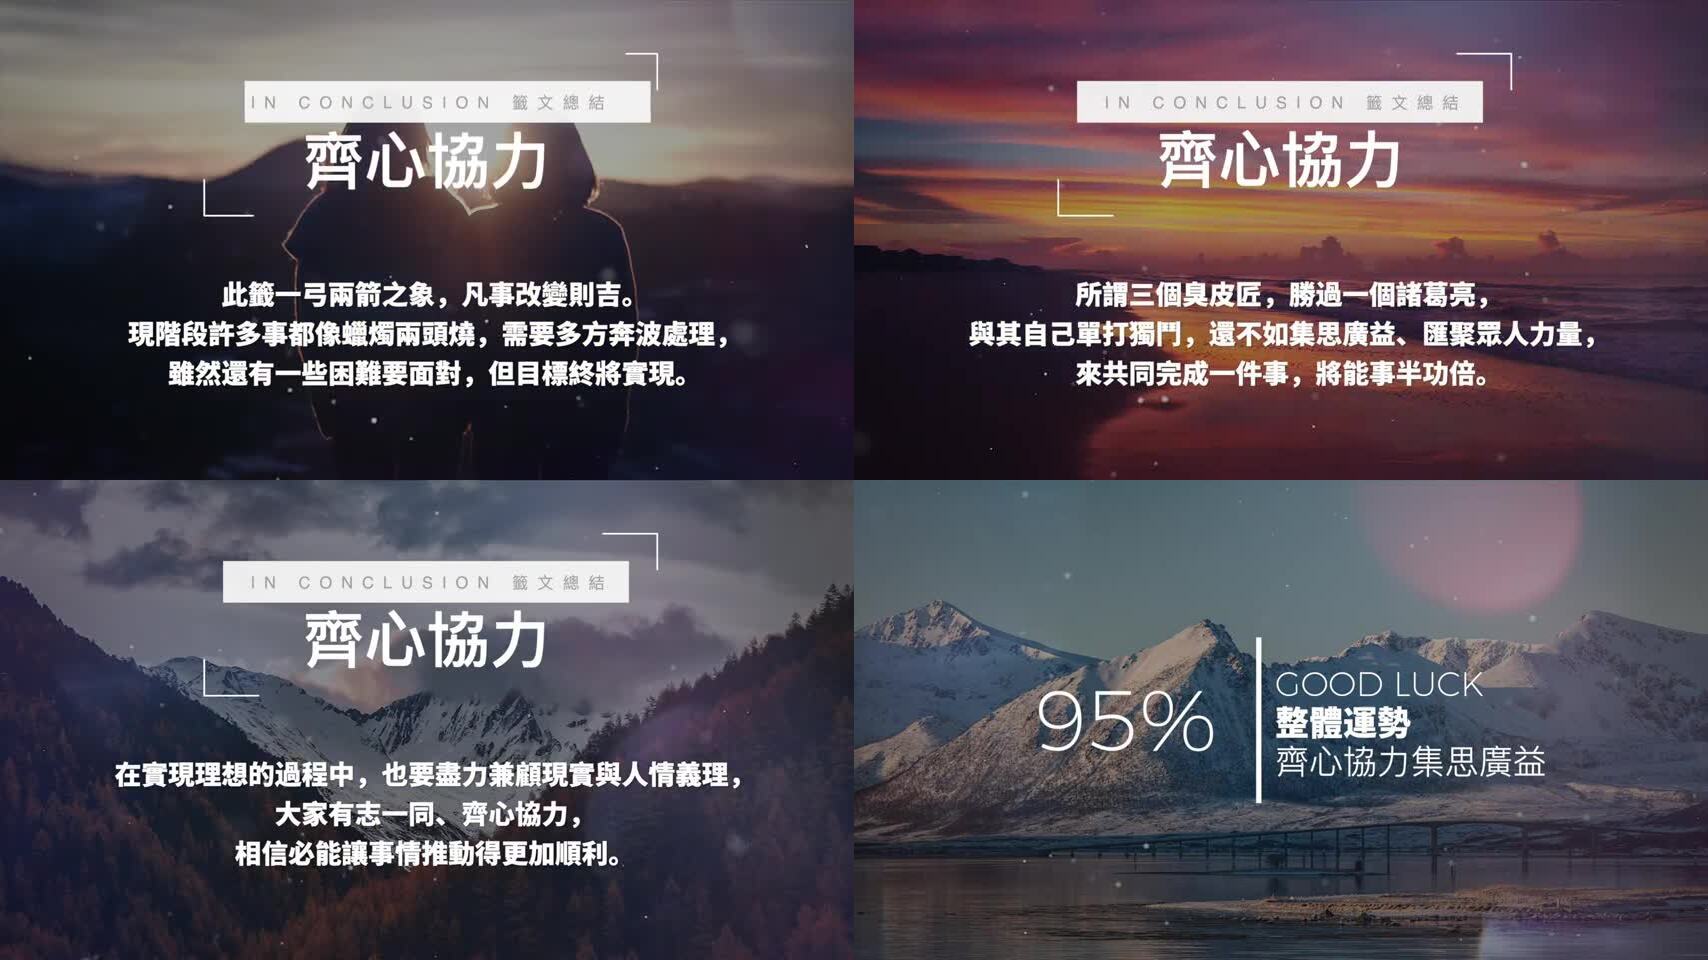 IN CONCLUSION 籤文總結
齊心協力
此籤一弓兩箭之象，凡事改變則吉。
現階段許多事都像蠟燭兩頭燒，需要多方奔波處理，
雖然還有一些困難要面對，但目標終將實現。
IN CONCLUSION 籤文總結
齊心協力
所謂三個臭皮匠，勝過一個諸葛亮，
與其自己單打獨鬥，還不如集思廣益、匯聚眾人力量，
來共同完成一件事，將能事半功倍。
IN CONCLUSION 籤文總結
齊心協力
在實現理想的過程中，也要盡力兼顧現實與人情義理，
大家有志一同、齊心協力，
相信必能讓事情推動得更加順利。
95%
GOOD LUCK
整體運勢
齊心協力集思廣益